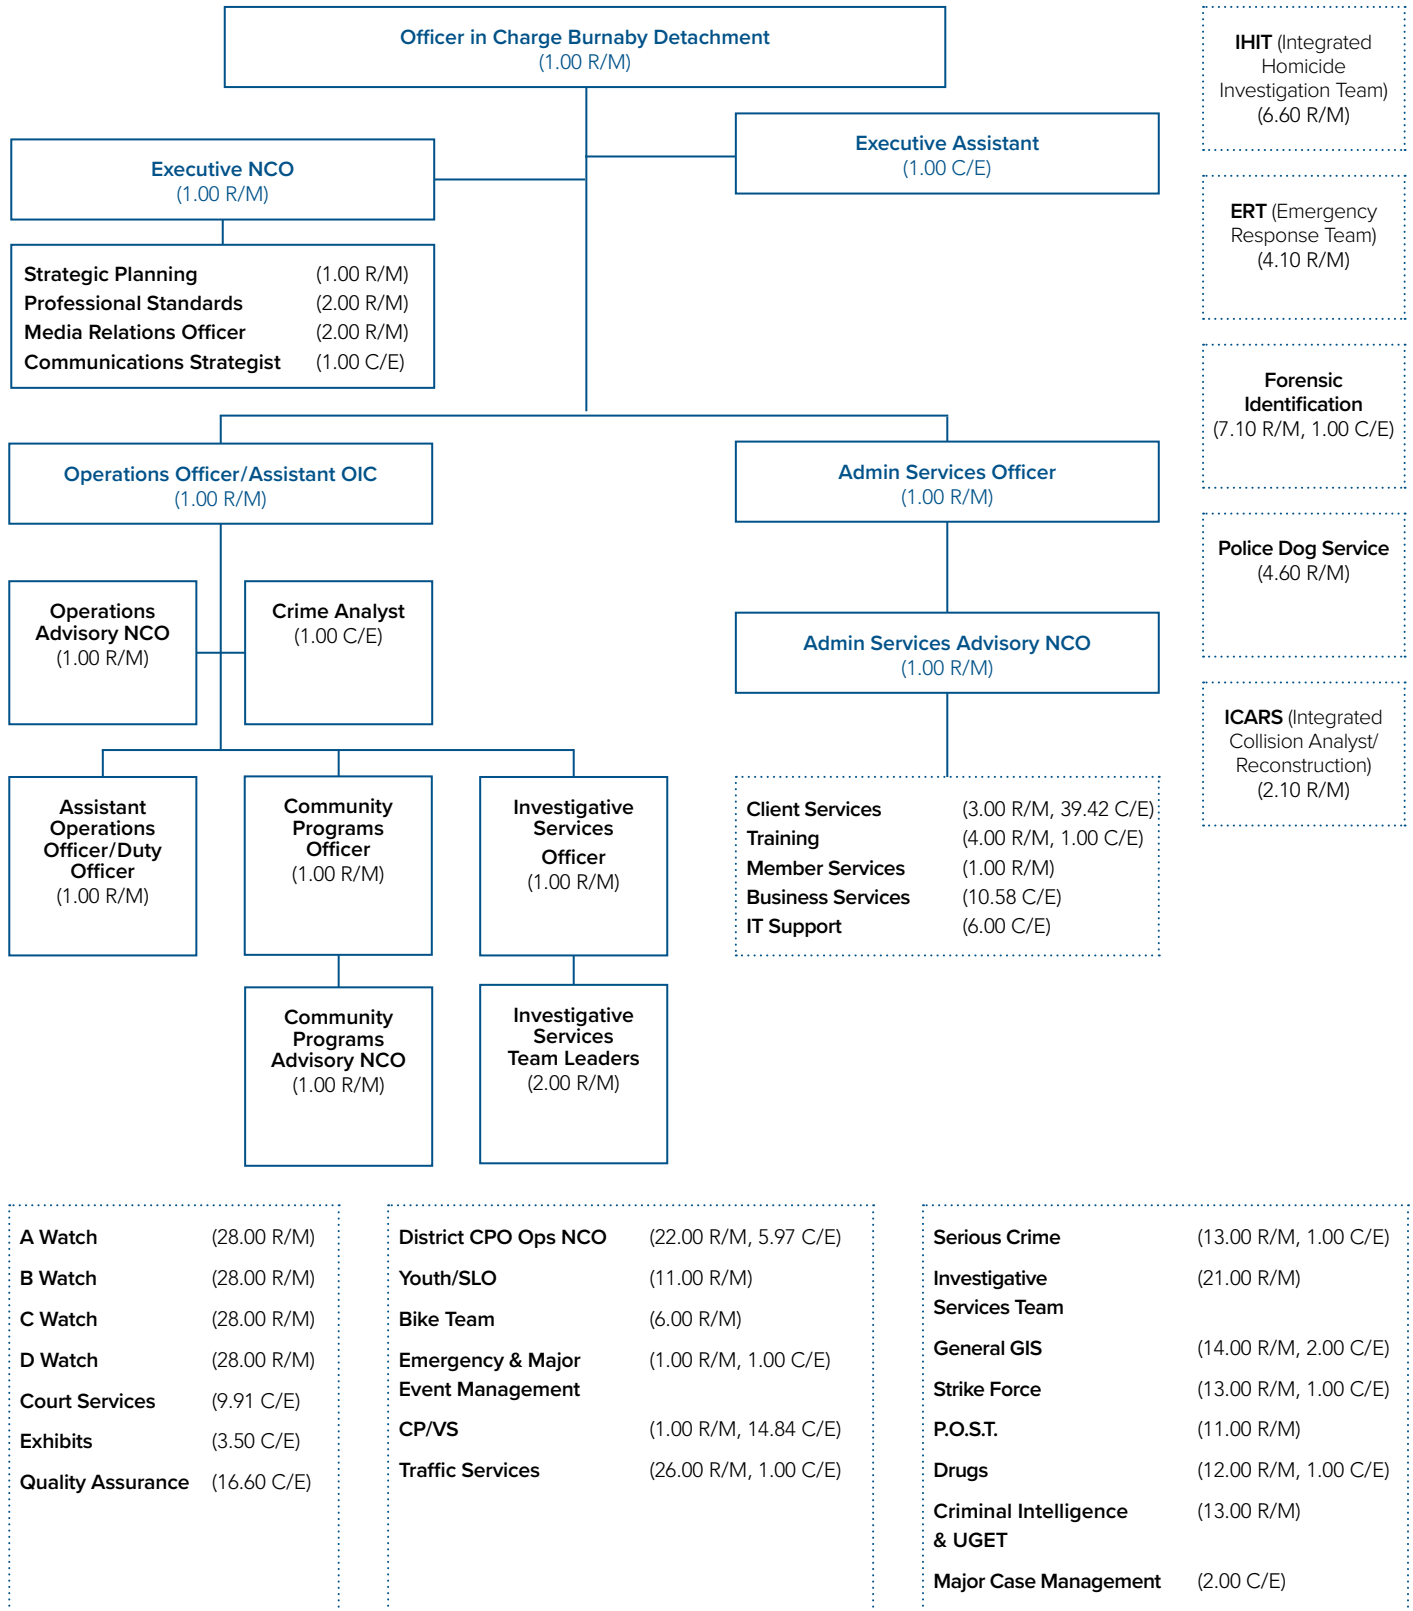 Officer in Charge Burnaby Detachment
(1.00 R/M)
Executive NCO
(1.00 R/M)
Executive Assistant
(1.00 C/E)
Strategic Planning (1.00 R/M)
Professional Standards (2.00 R/M)
Media Relations Officer (2.00 R/M)
Communications Strategist (1.00 C/E)
Operations Officer/Assistant OIC
(1.00 R/M)
Admin Services Officer
(1.00 R/M)
Operations
Advisory NCO
(1.00 R/M)
Crime Analyst
(1.00 C/E)
Admin Services Advisory NCO
(1.00 R/M)
Assistant
Operations
Officer/Duty
Officer
(1.00 R/M)
Community
Programs
Officer
(1.00 R/M)
Investigative
Services
Officer
(1.00 R/M)
Client Services (3.00 R/M, 39.42 C/E)
Training (4.00 R/M, 1.00 C/E)
Member Services (1.00 R/M)
Business Services (10.58 C/E)
IT Support (6.00 C/E)
Community
Programs
Advisory NCO
(1.00 R/M)
Investigative
Services
Team Leaders
(2.00 R/M)
IHIT (Integrated
Homicide
Investigation Team)
(6.60 R/M)
ERT (Emergency
Response Team)
(4.10 R/M)
Forensic
Identification
(7.10 R/M, 1.00 C/E)
Police Dog Service
(4.60 R/M)
ICARS (Integrated
Collision Analyst/
Reconstruction)
(2.10 R/M)
A Watch (28.00 R/M)
B Watch (28.00 R/M)
C Watch (28.00 R/M)
D Watch (28.00 R/M)
Court Services (9.91 C/E)
Exhibits (3.50 C/E)
Quality Assurance (16.60 C/E)
District CPO Ops NCO (22.00 R/M, 5.97 C/E)
Youth/SLO (11.00 R/M)
Bike Team (6.00 R/M)
Emergency & Major (1.00 R/M, 1.00 C/E)
Event Management
CP/VS (1.00 R/M, 14.84 C/E)
Traffic Services (26.00 R/M, 1.00 C/E)
Serious Crime (13.00 R/M, 1.00 C/E)
Investigative (21.00 R/M)
Services Team
General GIS (14.00 R/M, 2.00 C/E)
Strike Force (13.00 R/M, 1.00 C/E)
P.O.S.T. (11.00 R/M)
Drugs (12.00 R/M, 1.00 C/E)
Criminal Intelligence (13.00 R/M)
& UGET
Major Case Management (2.00 C/E)